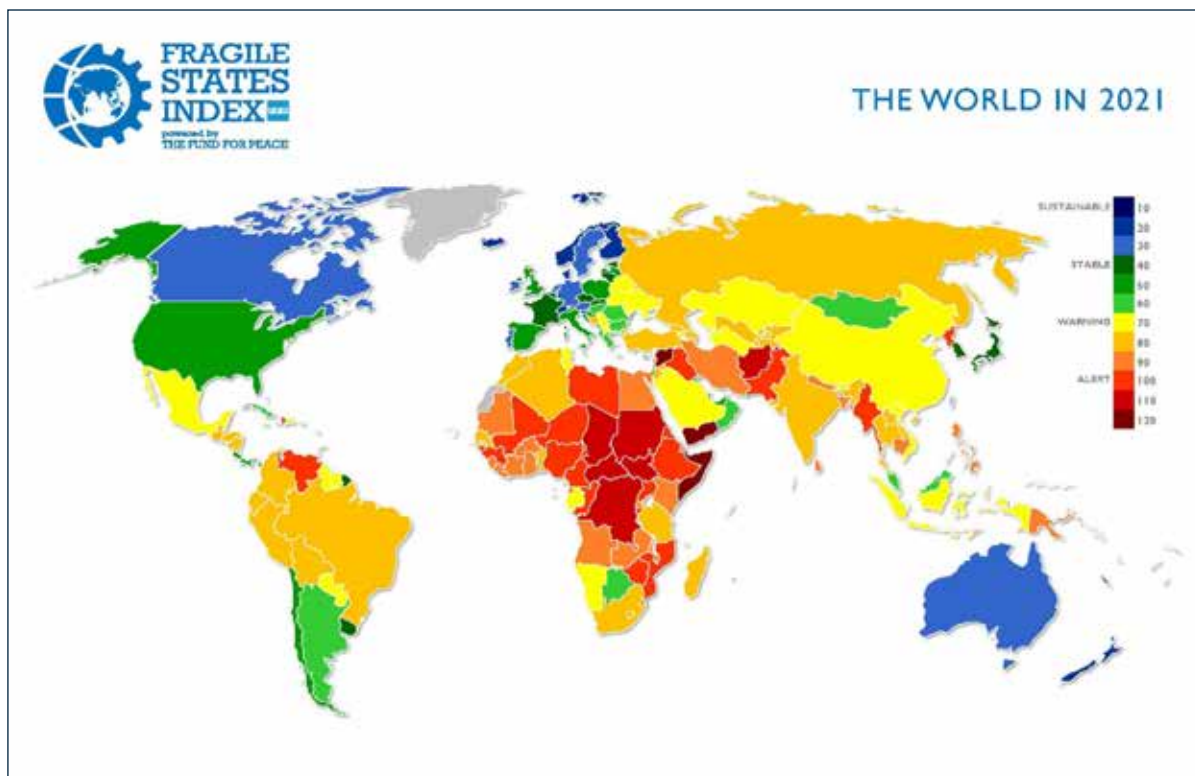 FRAGILE
STATES
INDEX
powered by
THE FUND FOR PEACE
THE WORLD IN 2021
SUSTAINABLE
10
20
30
STABLE
40
50
60
WARNING
70
80
90
ALERT
100
110
120